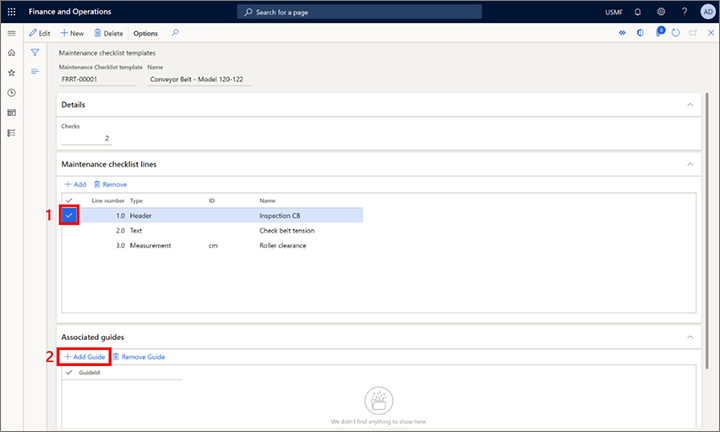 Finance and Operations
Search for a page
USMF
?
AD
Edit
+ New
Delete
Options
0
Maintenance checklist templates
Maintenance Checklist template
Name
FRRT-00001
Conveyor Belt - Model 120-122
Details
Checks
2
Maintenance checklist lines
+ Add
Remove
Line number
Type
ID
Name
1
1.0 Header Inspection CB
2.0 Text Check belt tension
3.0 Measurement cm Roller clearance
Associated guides
2
+ Add Guide
Remove Guide
GuideId
We didn't find anything to show here.